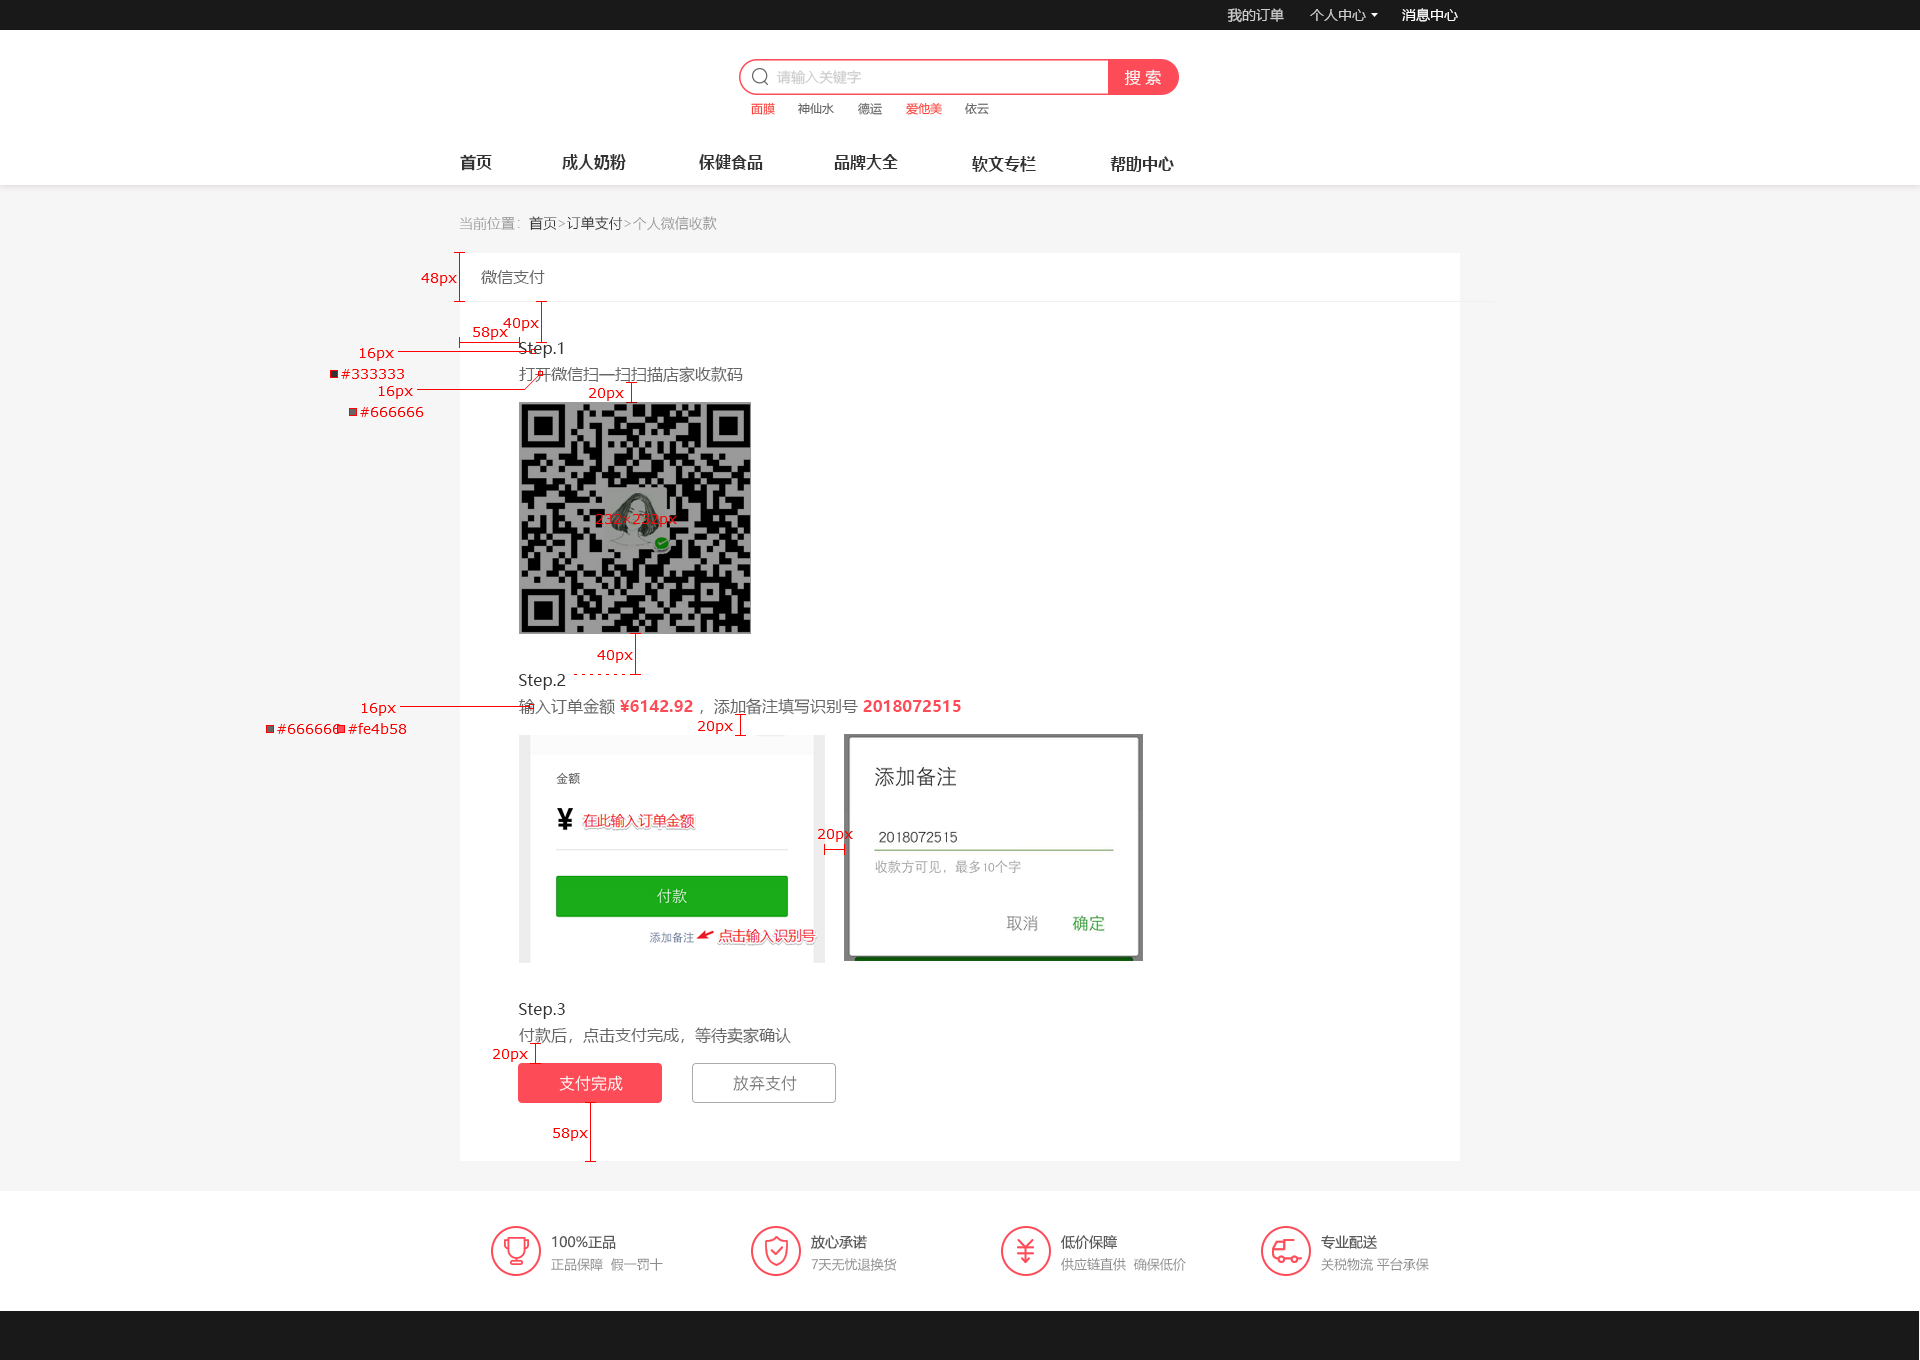 我的订单 个人中心 消息中心
请输入关键字 搜 索
面膜 神仙水 德运 爱他美 依云
首页 成人奶粉 保健食品 品牌大全 软文专栏 帮助中心
当前位置：首页>订单支付>个人微信收款
48px 微信支付
40px
58px
Step.1
16px
#333333
打开微信扫一扫扫描店家收款码
16px
20px
#666666
232×232px
40px
Step.2
16px
输入订单金额 ¥6142.92 ，添加备注填写识别号 2018072515
#666666 #fe4b58
20px
金额
¥ 在此输入订单金额
付款
添加备注 点击输入识别号
20px
添加备注
2018072515
收款方可见，最多10个字
取消 确定
Step.3
付款后，点击支付完成，等待卖家确认
20px
支付完成 放弃支付
58px
100%正品
正品保障 假一罚十
放心承诺
7天无忧退换货
低价保障
供应链直供 确保低价
专业配送
关税物流 平台承保